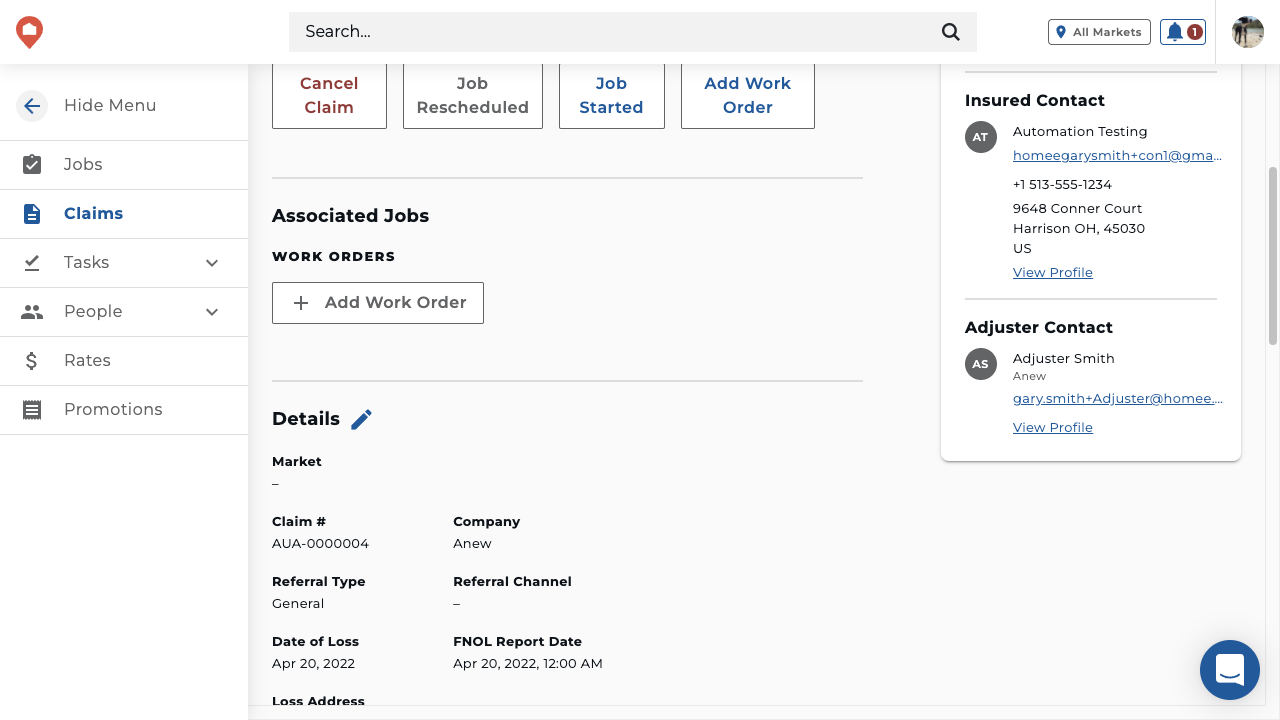 Search...
All Markets
1
Hide Menu
Jobs
Claims
Tasks
People
Rates
Promotions
Cancel
Claim
Job
Rescheduled
Job
Started
Add Work
Order
Associated Jobs
WORK ORDERS
Add Work Order
Details
Market
–
Claim #
AUA-0000004
Company
Anew
Referral Type
General
Referral Channel
–
Date of Loss
Apr 20, 2022
FNOL Report Date
Apr 20, 2022, 12:00 AM
Loss Address
Insured Contact
AT
Automation Testing
homeegarysmith+con1@gma...
+1 513-555-1234
9648 Conner Court
Harrison OH, 45030
US
View Profile
Adjuster Contact
AS
Adjuster Smith
Anew
gary.smith+Adjuster@homee....
View Profile